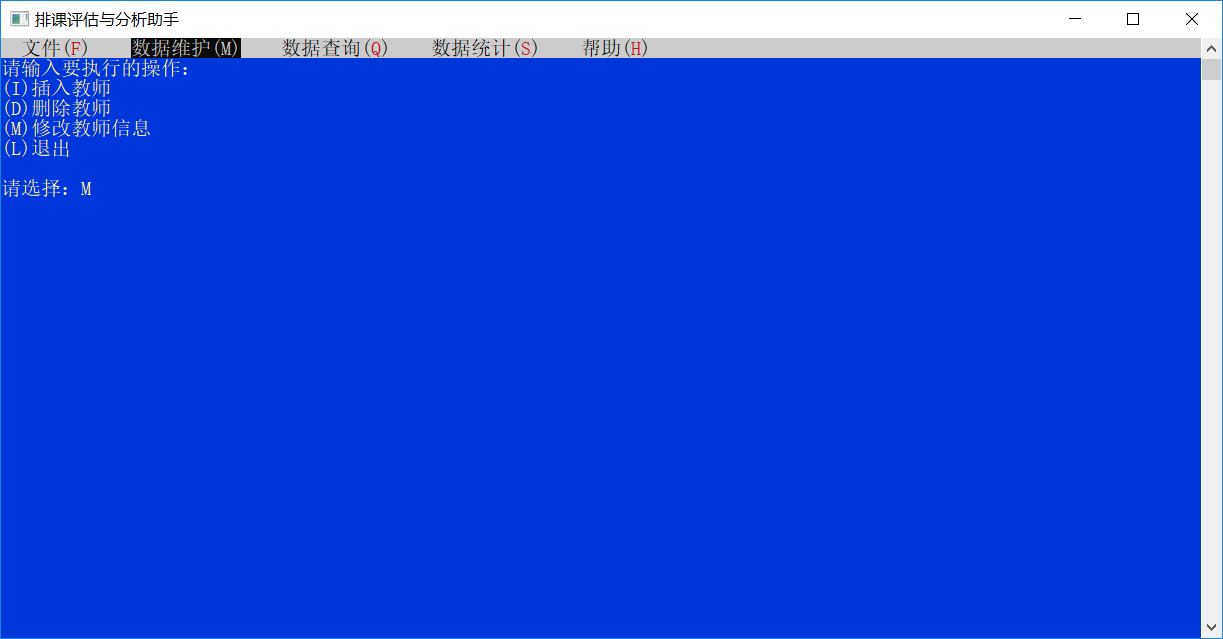 排课评估与分析助手
文件(F) 数据维护(M) 数据查询(Q) 数据统计(S) 帮助(H)
请输入要执行的操作:
(I)插入教师
(D)删除教师
(M)修改教师信息
(L)退出
请选择: M